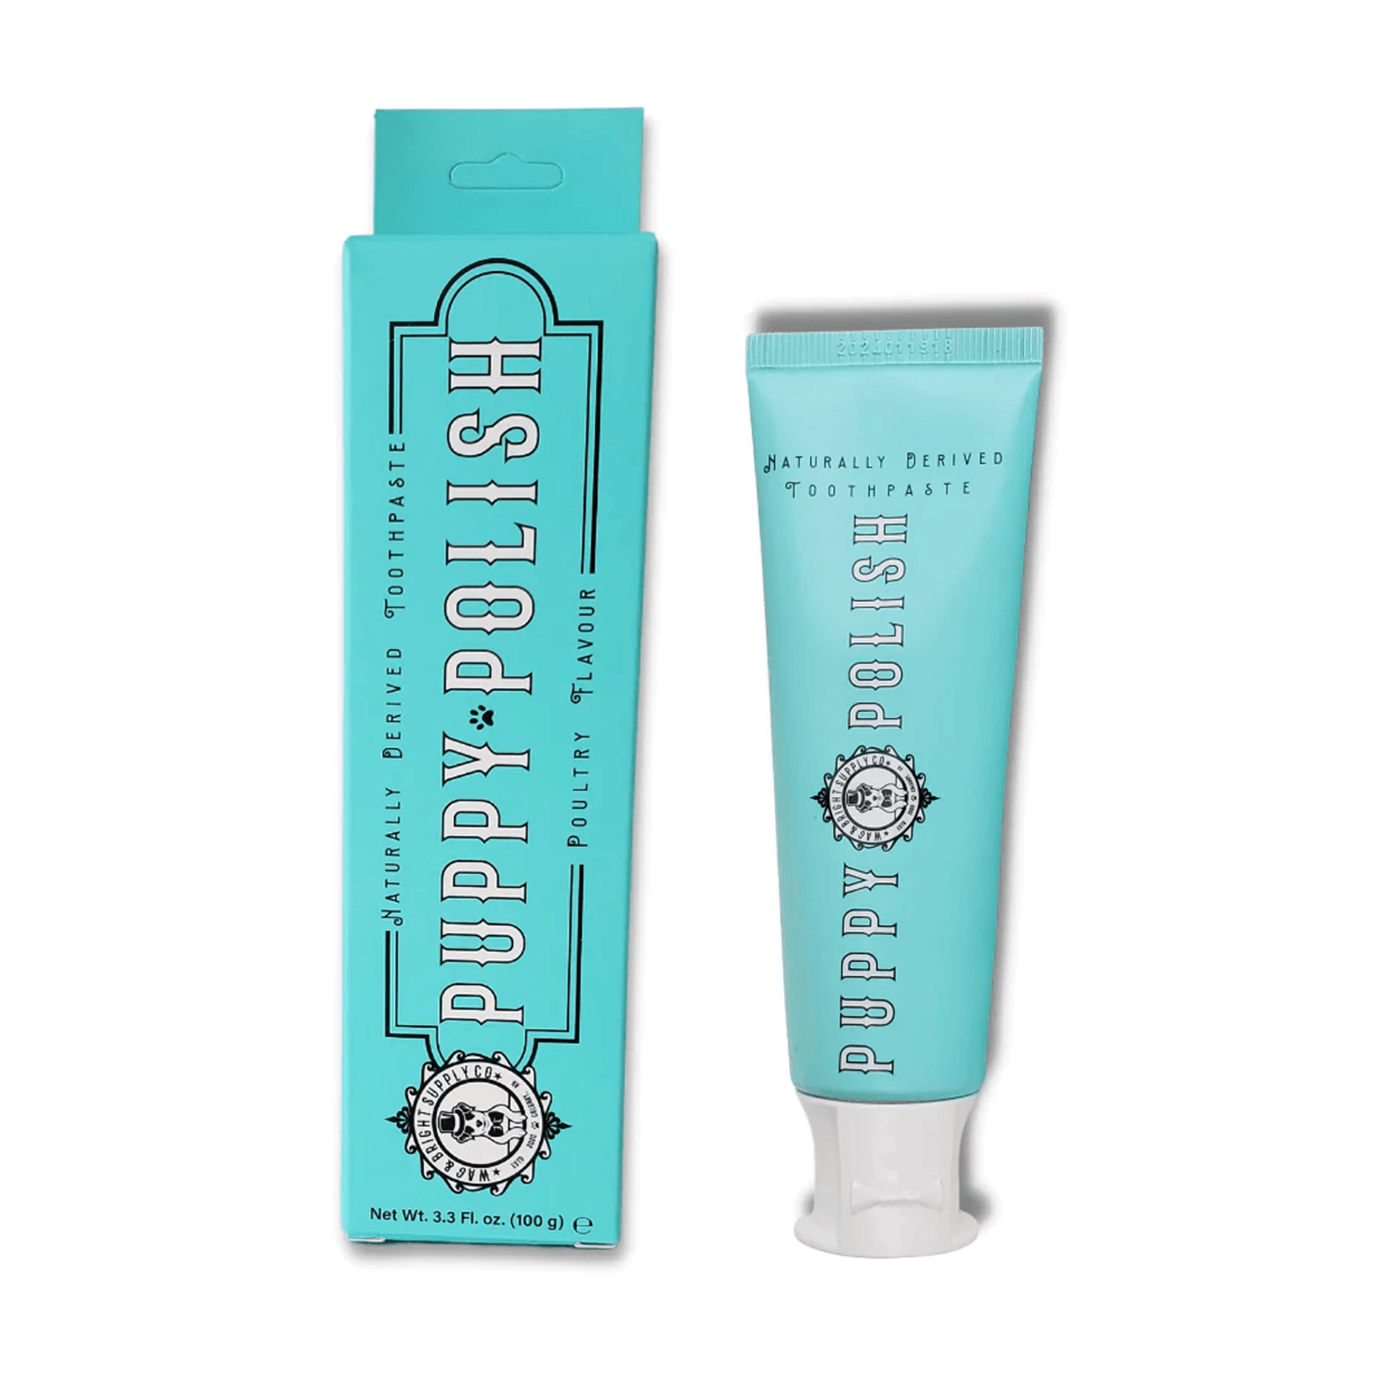 NATURALLY DERIVED TOOTHPASTE
PUPPY POLISH
POULTRY FLAVOUR
WAG & BRIGHT SUPPLY CO
Net Wt. 3.3 Fl. oz. (100 g) ℮
NATURALLY DERIVED
TOOTHPASTE
PUPPY POLISH
WAG & BRIGHT SUPPLY CO